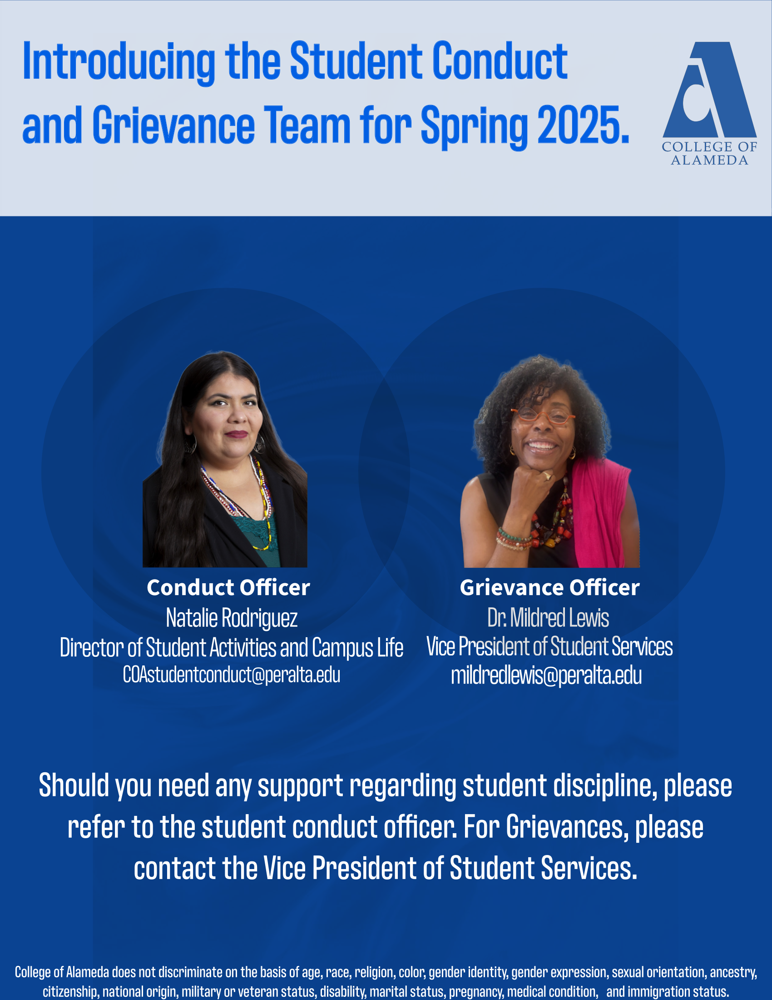 Introducing the Student Conduct
and Grievance Team for Spring 2025.
COLLEGE OF
ALAMEDA
Conduct Officer
Natalie Rodriguez
Director of Student Activities and Campus Life
COAstudentconduct@peralta.edu
Grievance Officer
Dr. Mildred Lewis
Vice President of Student Services
mildredlewis@peralta.edu
Should you need any support regarding student discipline, please
refer to the student conduct officer. For Grievances, please
contact the Vice President of Student Services.
College of Alameda does not discriminate on the basis of age, race, religion, color, gender identity, gender expression, sexual orientation, ancestry,
citizenship, national origin, military or veteran status, disability, marital status, pregnancy, medical condition, and immigration status.